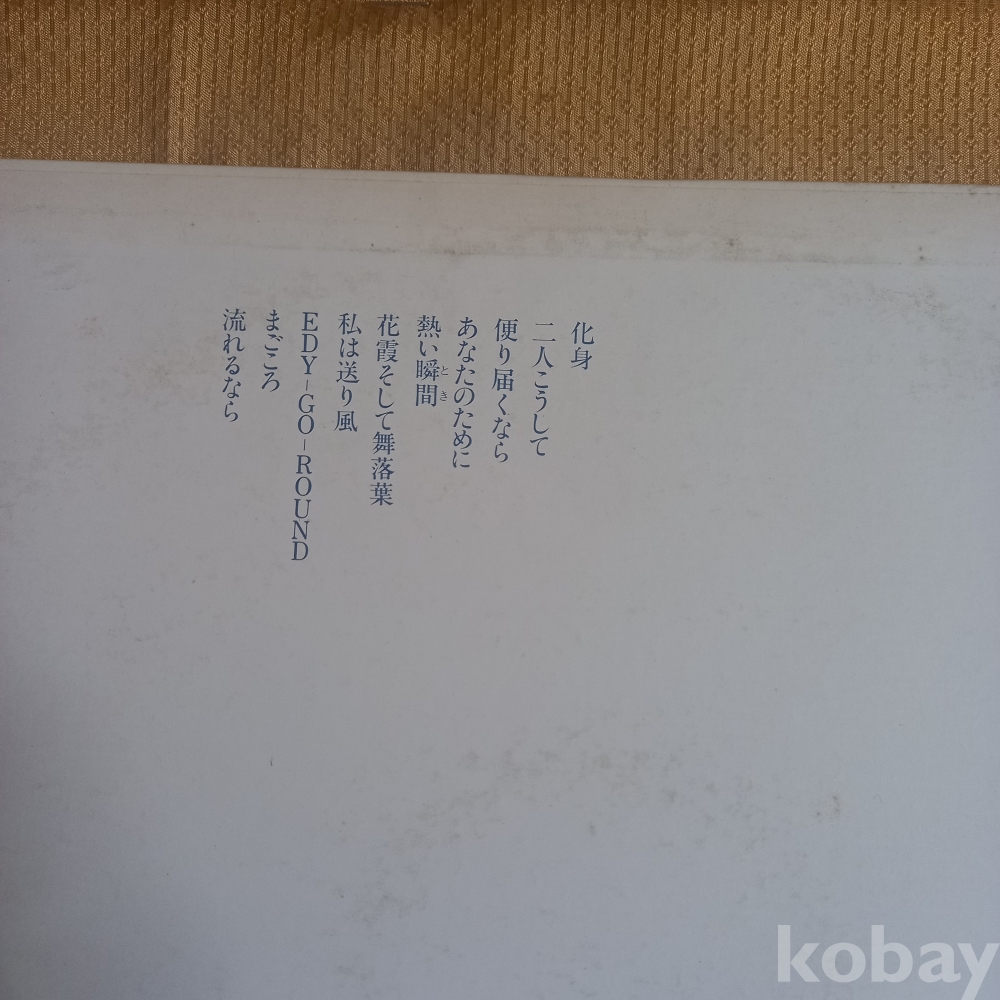 化身
二人こうして
便り届くなら
あなたのために
熱い瞬間
とき
花霞そして舞落葉
私は送り風
EDY-GO-ROUND
まごころ
流れるなら
kobay